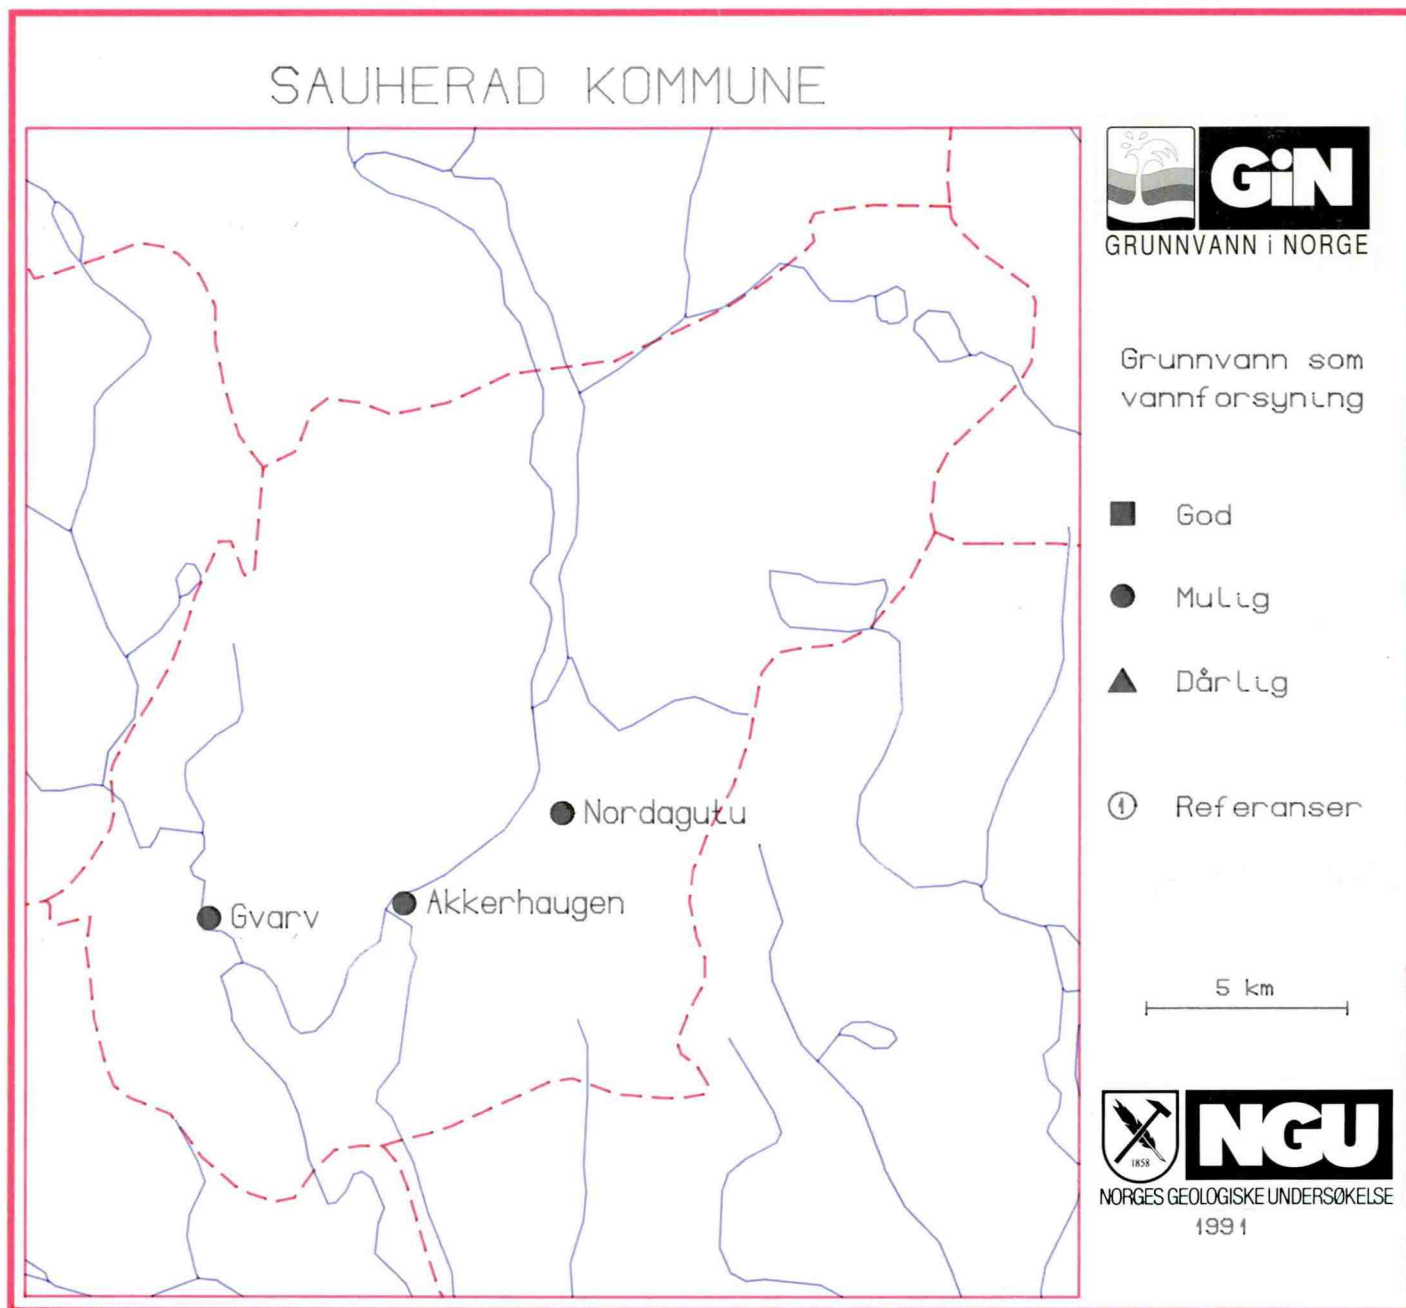 SAUHERAD KOMMUNE
GiN
GRUNNVANN i NORGE
Grunnvann som
vannforsyning
God
Mulig
Dårlig
1 Referanser
Nordagutu
Akkerhaugen
Gvarv
5 km
1858
NGU
NORGES GEOLOGISKE UNDERSØKELSE
1991